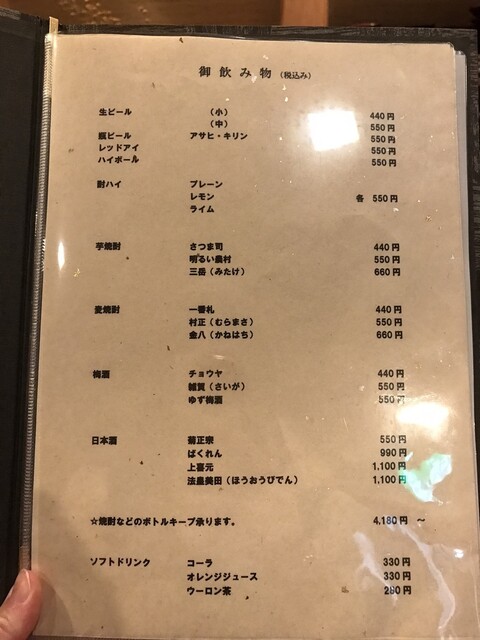 御飲み物（税込み）
生ビール （小） 440円
（中） 550円
瓶ビール アサヒ・キリン 550円
レッドアイ 550円
ハイボール 550円
酎ハイ プレーン
レモン 各 550円
ライム
芋焼酎 さつま司 440円
明るい農村 550円
三岳（みたけ） 660円
麦焼酎 一番札 440円
村正（むらまさ） 550円
金八（かねはち） 660円
梅酒 チョウヤ 440円
雑賀（さいが） 550円
ゆず梅酒 550円
日本酒 菊正宗 550円
ばくれん 990円
上喜元 1,100円
法皇美田（ほうおうびでん） 1,100円
☆焼酎などのボトルキープ承ります。 4,180円 ～
ソフトドリンク コーラ 330円
オレンジジュース 330円
ウーロン茶 280円